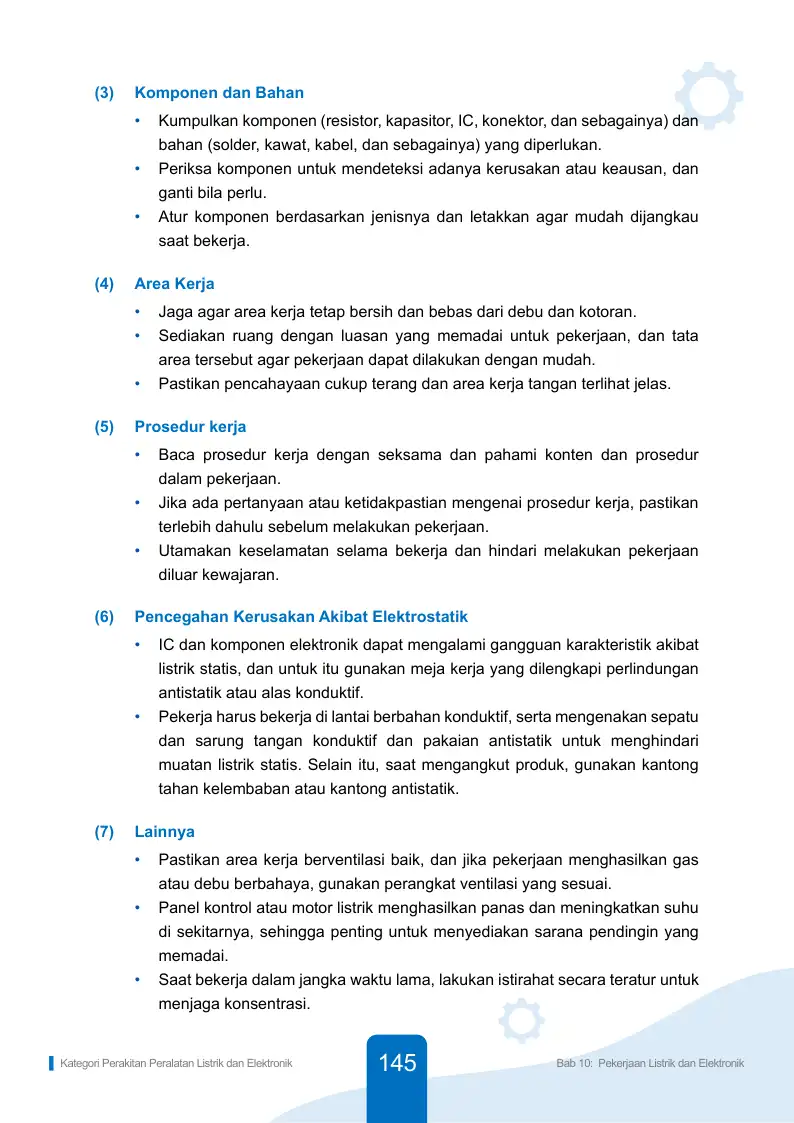 (3) Komponen dan Bahan
• Kumpulkan komponen (resistor, kapasitor, IC, konektor, dan sebagainya) dan
bahan (solder, kawat, kabel, dan sebagainya) yang diperlukan.
• Periksa komponen untuk mendeteksi adanya kerusakan atau keausan, dan
ganti bila perlu.
• Atur komponen berdasarkan jenisnya dan letakkan agar mudah dijangkau
saat bekerja.
(4) Area Kerja
• Jaga agar area kerja tetap bersih dan bebas dari debu dan kotoran.
• Sediakan ruang dengan luasan yang memadai untuk pekerjaan, dan tata
area tersebut agar pekerjaan dapat dilakukan dengan mudah.
• Pastikan pencahayaan cukup terang dan area kerja tangan terlihat jelas.
(5) Prosedur kerja
• Baca prosedur kerja dengan seksama dan pahami konten dan prosedur
dalam pekerjaan.
• Jika ada pertanyaan atau ketidakpastian mengenai prosedur kerja, pastikan
terlebih dahulu sebelum melakukan pekerjaan.
• Utamakan keselamatan selama bekerja dan hindari melakukan pekerjaan
diluar kewajaran.
(6) Pencegahan Kerusakan Akibat Elektrostatik
• IC dan komponen elektronik dapat mengalami gangguan karakteristik akibat
listrik statis, dan untuk itu gunakan meja kerja yang dilengkapi perlindungan
antistatik atau alas konduktif.
• Pekerja harus bekerja di lantai berbahan konduktif, serta mengenakan sepatu
dan sarung tangan konduktif dan pakaian antistatik untuk menghindari
muatan listrik statis. Selain itu, saat mengangkut produk, gunakan kantong
tahan kelembaban atau kantong antistatik.
(7) Lainnya
• Pastikan area kerja berventilasi baik, dan jika pekerjaan menghasilkan gas
atau debu berbahaya, gunakan perangkat ventilasi yang sesuai.
• Panel kontrol atau motor listrik menghasilkan panas dan meningkatkan suhu
di sekitarnya, sehingga penting untuk menyediakan sarana pendingin yang
memadai.
• Saat bekerja dalam jangka waktu lama, lakukan istirahat secara teratur untuk
menjaga konsentrasi.
Kategori Perakitan Peralatan Listrik dan Elektronik
145
Bab 10: Pekerjaan Listrik dan Elektronik